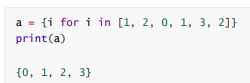 a = {i for i in [1, 2, 0, 1, 3, 2]}
print(a)
{0, 1, 2, 3}